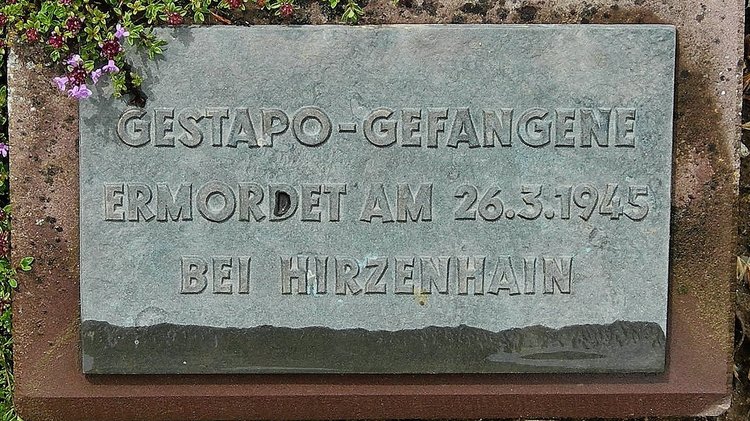 GESTAPO-GEFANGENE
ERMORDET AM 26.3.1945
BEI HIRZENHAIN